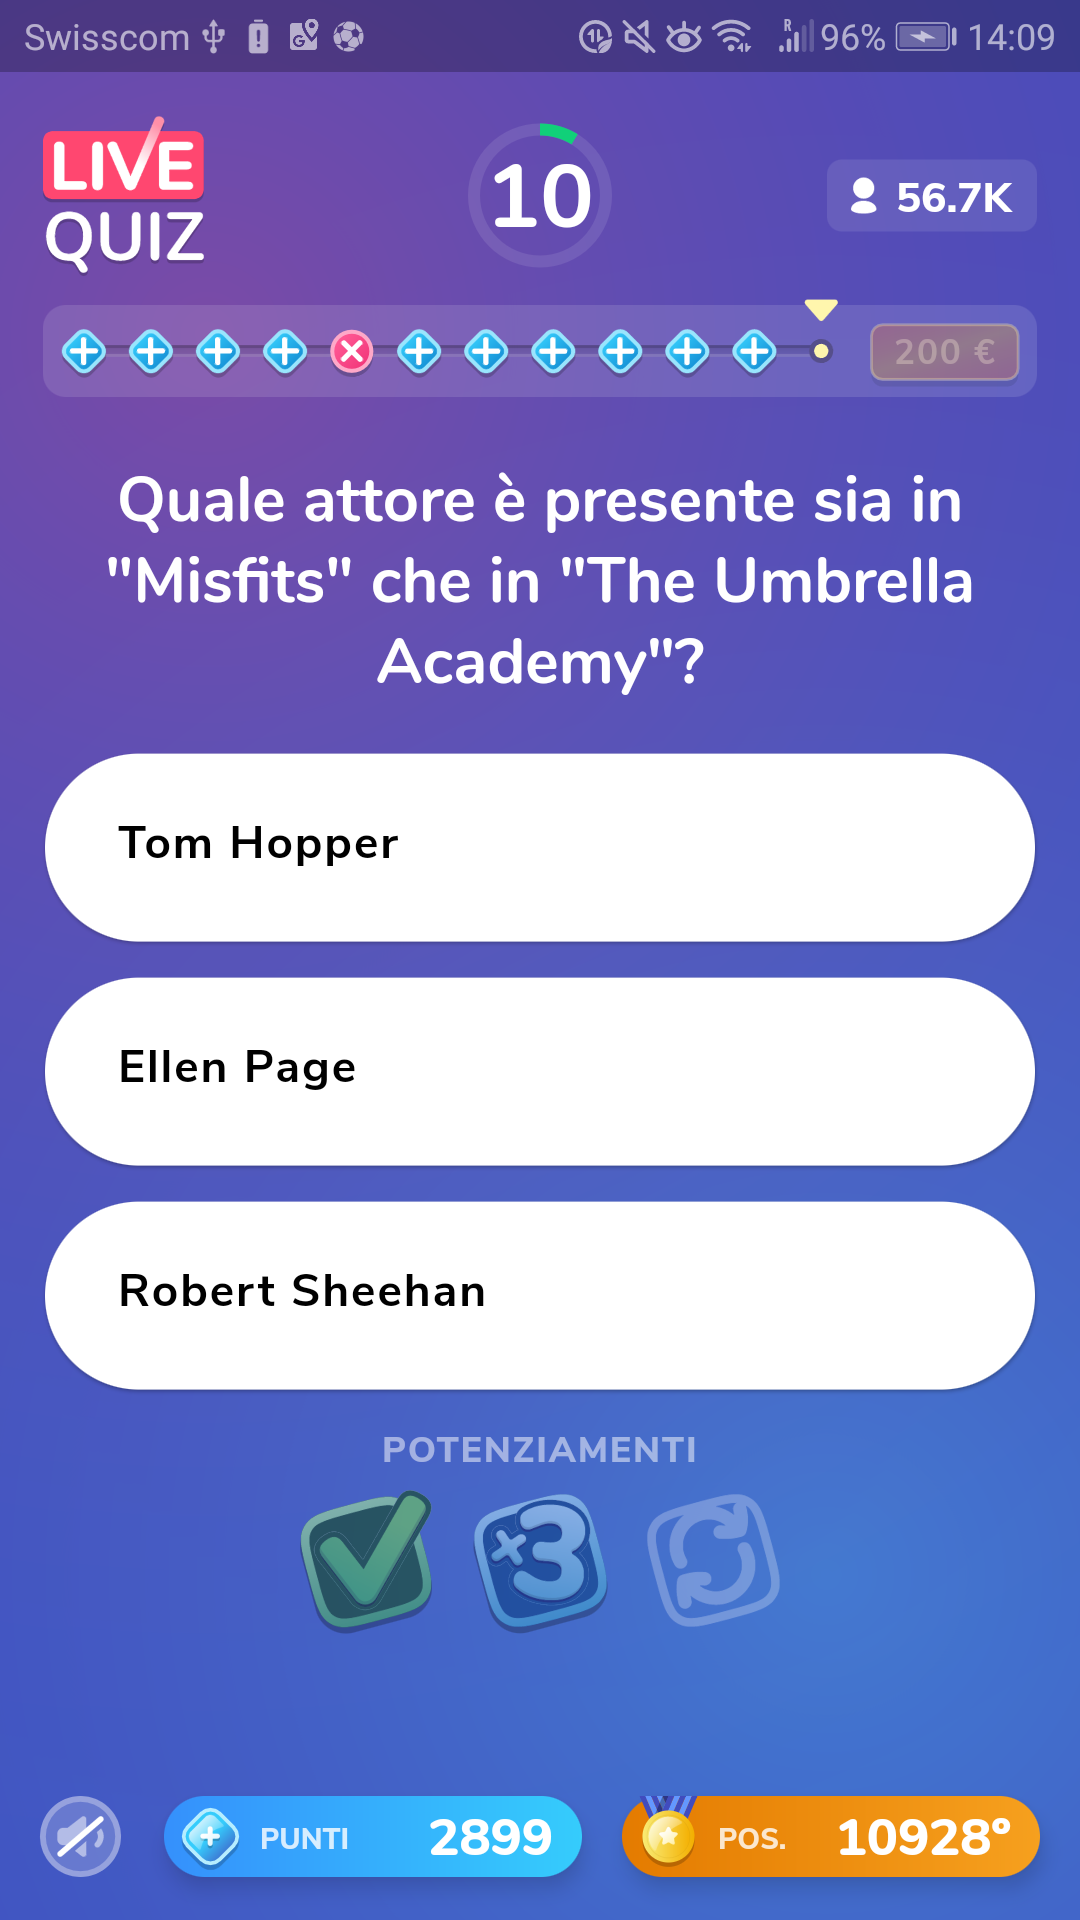 Swisscom 96% 14:09
LIVE
QUIZ
10
56.7K
200 €
Quale attore è presente sia in
"Misfits" che in "The Umbrella
Academy"?
Tom Hopper
Ellen Page
Robert Sheehan
POTENZIAMENTI
×3
PUNTI 2899
POS. 10928°